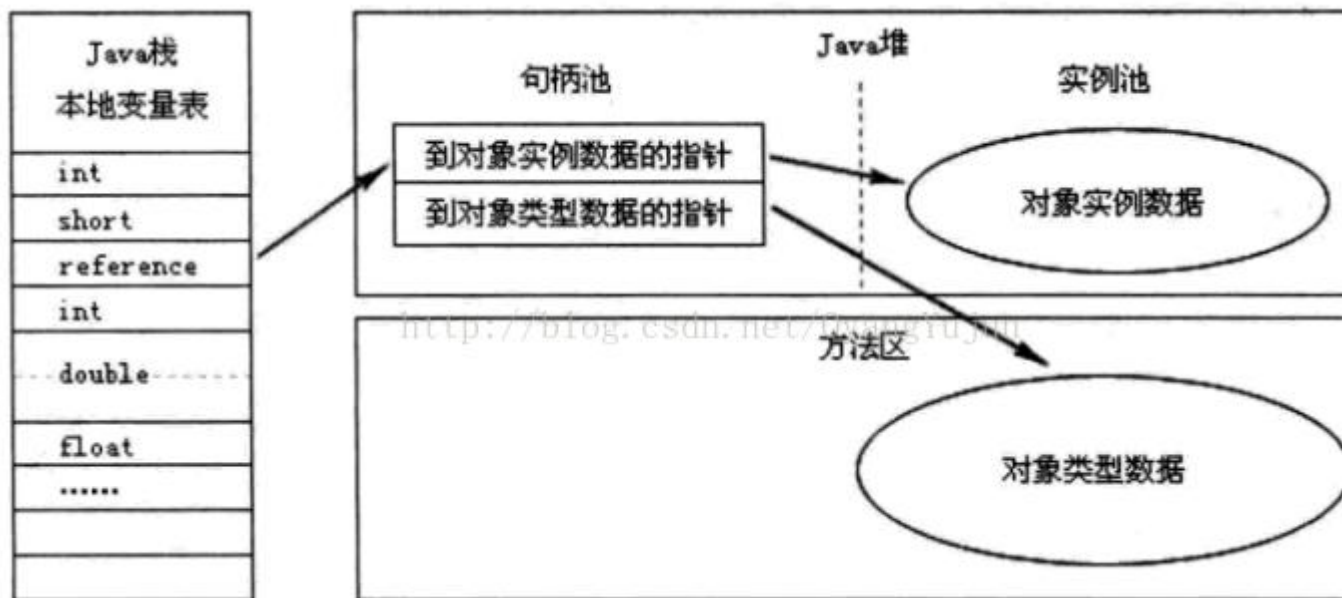 Java栈
本地变量表
int
short
reference
int
double
float
......
Java堆
句柄池
实例池
到对象实例数据的指针
到对象类型数据的指针
对象实例数据
方法区
对象类型数据